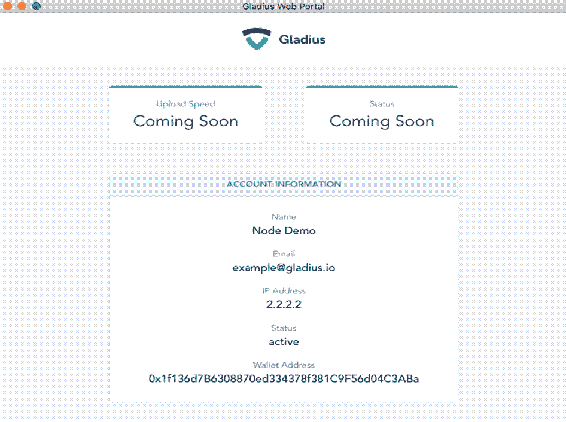 Gladius Web Portal
Gladius
Upload Speed
Coming Soon
Status
Coming Soon
ACCOUNT INFORMATION
Name
Node Demo
Email
example@gladius.io
IP Address
2.2.2.2
Status
active
Wallet Address
0x1f136d7B6308870ed334378f381C9F56d04C3ABa